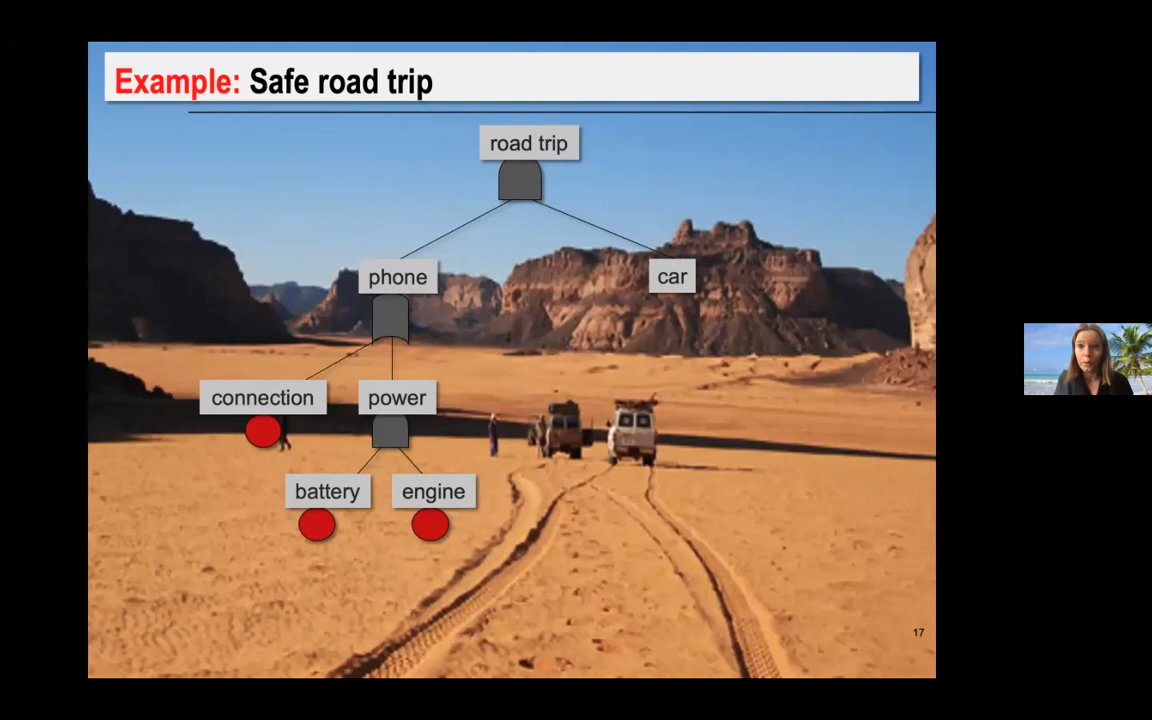 Example: Safe road trip
road trip
phone
car
connection
power
battery
engine
17